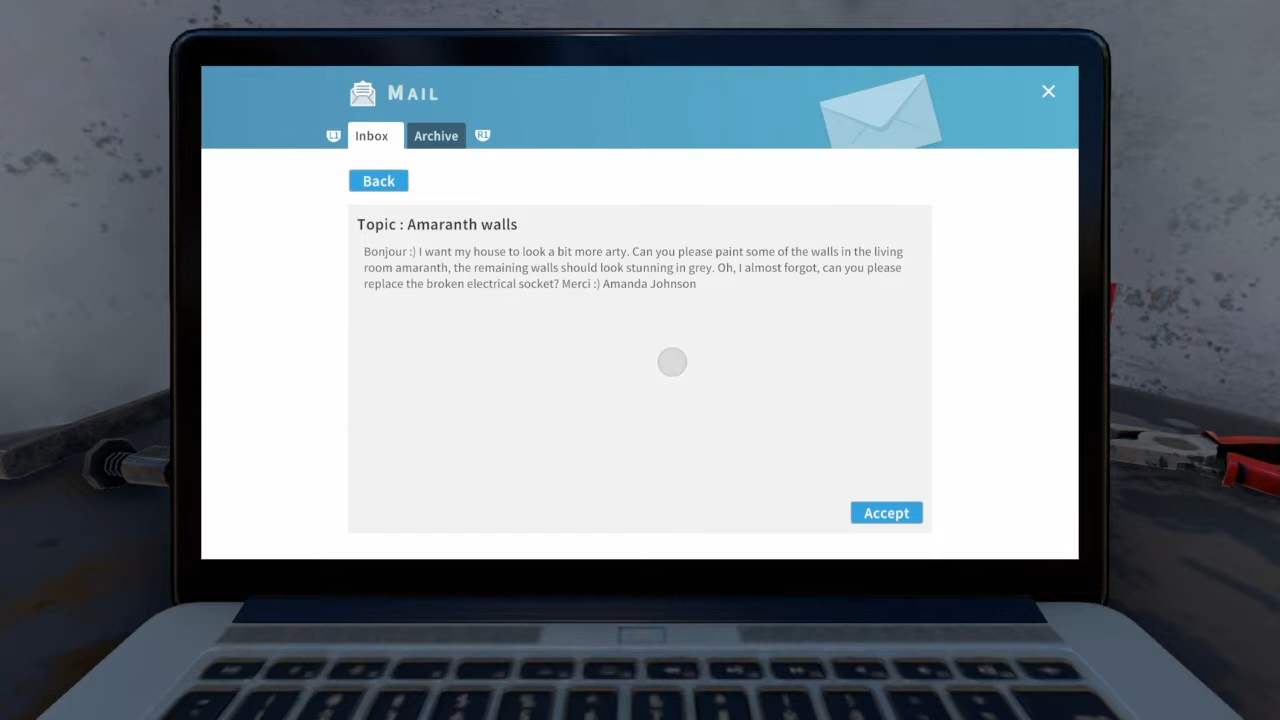 MAIL
L1
Inbox
Archive
R1
Back
Topic : Amaranth walls
Bonjour :) I want my house to look a bit more arty. Can you please paint some of the walls in the living
room amaranth, the remaining walls should look stunning in grey. Oh, I almost forgot, can you please
replace the broken electrical socket? Merci :) Amanda Johnson
Accept